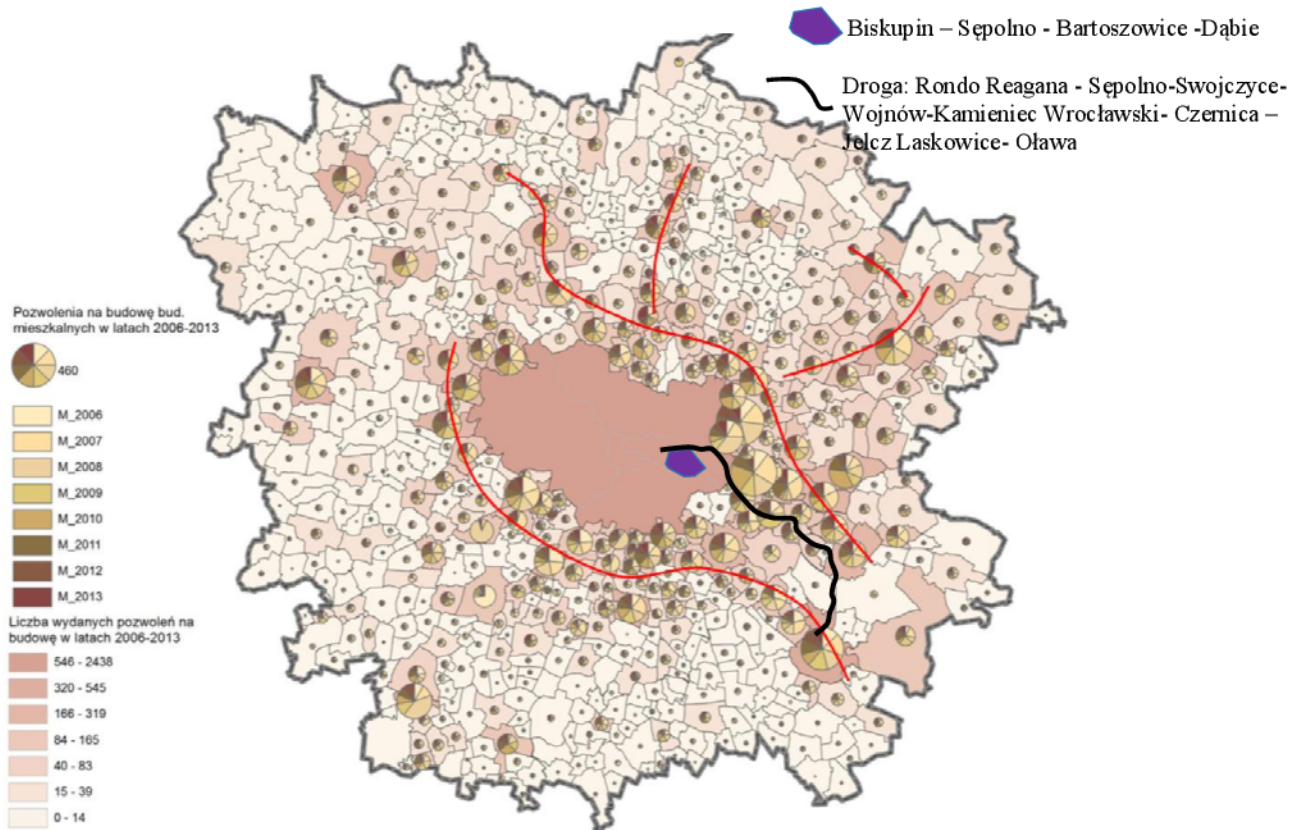 Biskupin – Sępolno - Bartoszowice -Dąbie
Droga: Rondo Reagana - Sępolno-Swojczyce-
Wojnów-Kamieniec Wrocławski- Czernica –
Jelcz Laskowice- Oława
Pozwolenia na budowę bud.
mieszkalnych w latach 2006-2013
460
M_2006
M_2007
M_2008
M_2009
M_2010
M_2011
M_2012
M_2013
Liczba wydanych pozwoleń na
budowę w latach 2006-2013
546 - 2438
320 - 545
166 - 319
84 - 165
40 - 83
15 - 39
0 - 14